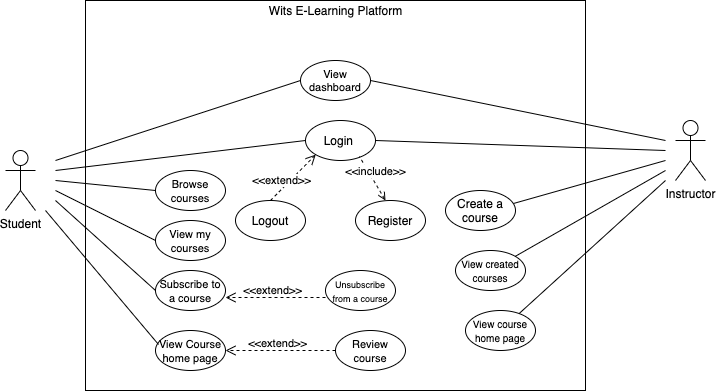 Wits E-Learning Platform
View
dashboard
Login
<<extend>>
<<include>>
Browse
courses
Logout
Register
Create a
course
Student
Instructor
View my
courses
View created
courses
Subscribe to
a course
<<extend>>
Unsubscribe
from a course
View course
home page
View Course
home page
<<extend>>
Review
course